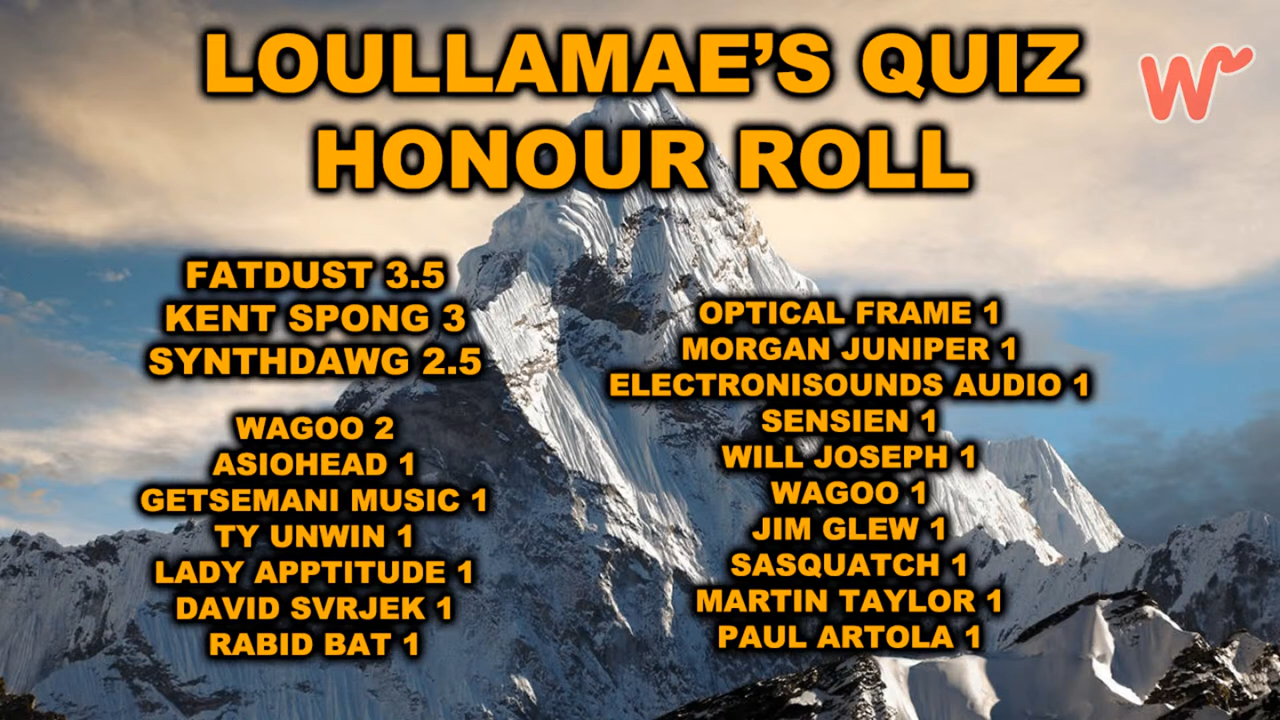 LOULLAMAE’S QUIZ
HONOUR ROLL
W
FATDUST 3.5
KENT SPONG 3
SYNTHDAWG 2.5
WAGOO 2
ASIOHEAD 1
GETSEMANI MUSIC 1
TY UNWIN 1
LADY APPTITUDE 1
DAVID SVRJEK 1
RABID BAT 1
OPTICAL FRAME 1
MORGAN JUNIPER 1
ELECTRONISOUNDS AUDIO 1
SENSIEN 1
WILL JOSEPH 1
WAGOO 1
JIM GLEW 1
SASQUATCH 1
MARTIN TAYLOR 1
PAUL ARTOLA 1